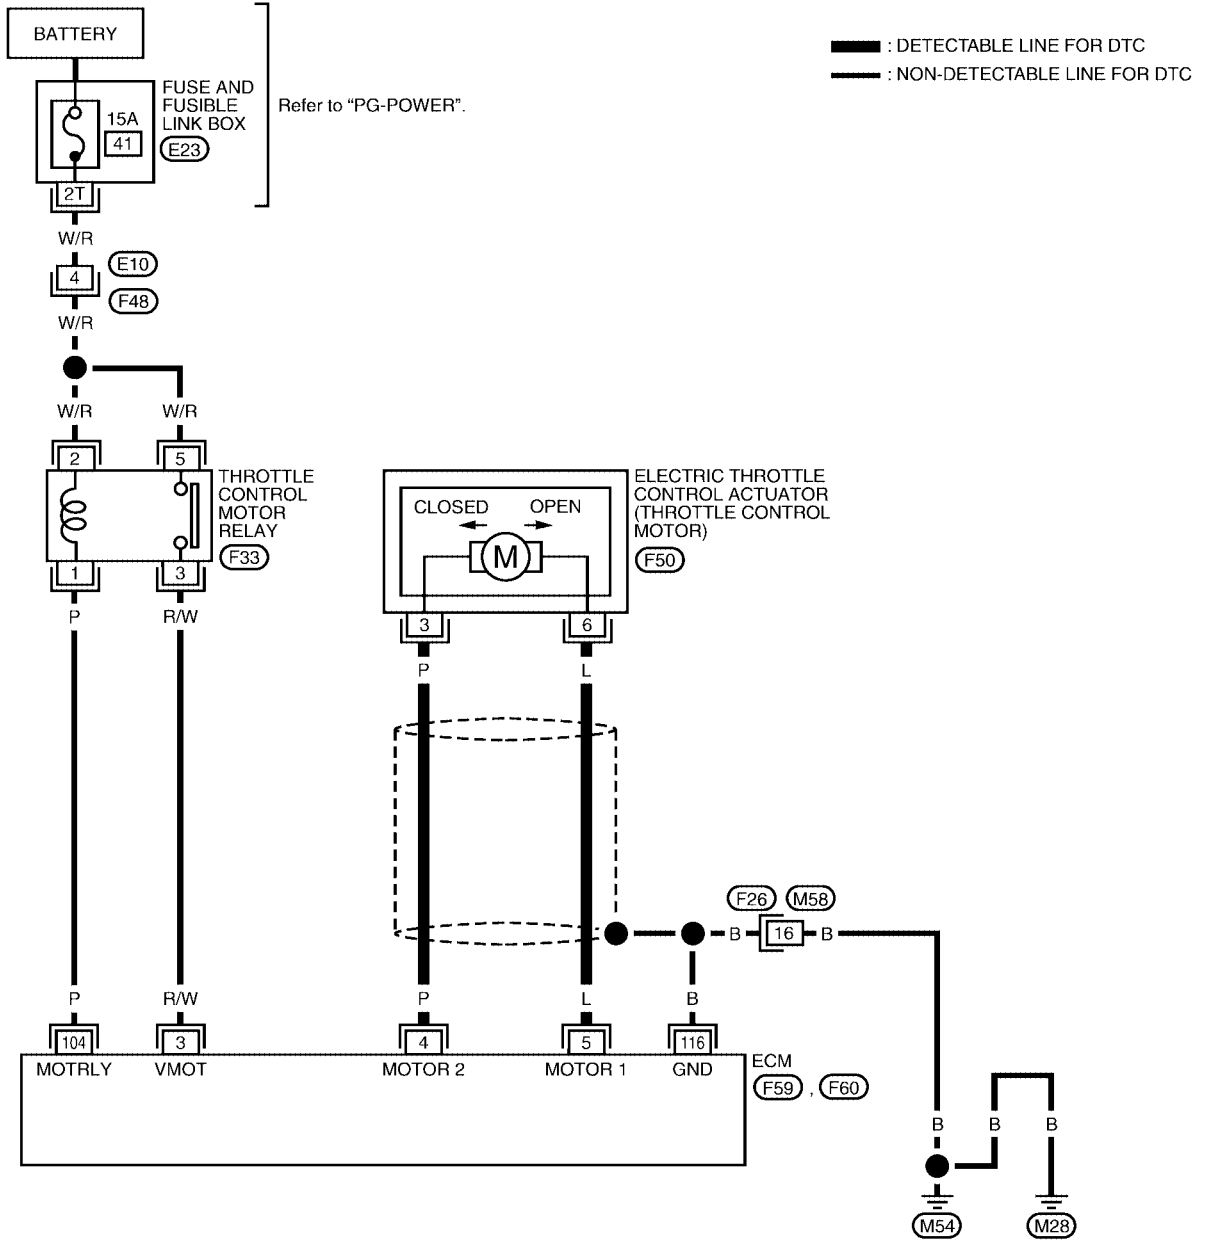 BATTERY
: DETECTABLE LINE FOR DTC
: NON-DETECTABLE LINE FOR DTC
FUSE AND
FUSIBLE
LINK BOX
E23
15A
41
Refer to “PG-POWER”.
2T
W/R
E10
4
F48
W/R
W/R
W/R
2
5
THROTTLE
CONTROL
MOTOR
RELAY
F33
1
3
P
R/W
ELECTRIC THROTTLE
CONTROL ACTUATOR
(THROTTLE CONTROL
MOTOR)
F50
CLOSED
OPEN
M
3
6
P
L
F26
M58
B
16
B
P
R/W
P
L
B
104
3
4
5
116
MOTRLY
VMOT
MOTOR 2
MOTOR 1
GND
ECM
F59 , F60
B
B
B
M54
M28